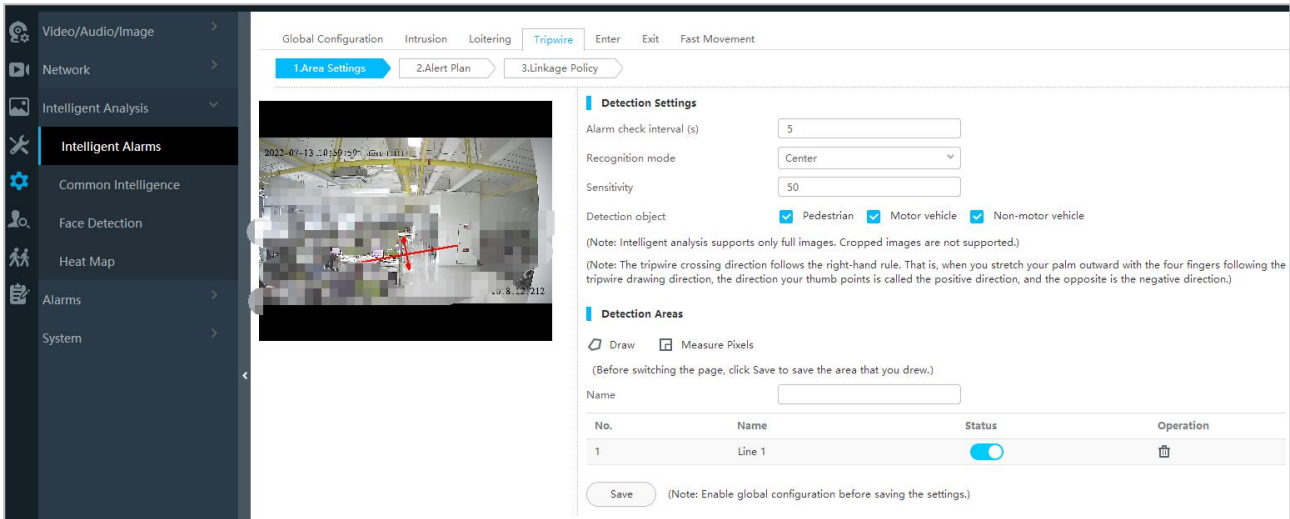 Video/Audio/Image
Network
Intelligent Analysis
Intelligent Alarms
Common Intelligence
Face Detection
Heat Map
Alarms
System
Global Configuration Intrusion Loitering Tripwire Enter Exit Fast Movement
1.Area Settings 2.Alert Plan 3.Linkage Policy
2022-07-13 10:59:59
Detection Settings
Alarm check interval (s) 5
Recognition mode Center
Sensitivity 50
Detection object Pedestrian Motor vehicle Non-motor vehicle
(Note: Intelligent analysis supports only full images. Cropped images are not supported.)
(Note: The tripwire crossing direction follows the right-hand rule. That is, when you stretch your palm outward with the four fingers following the
tripwire drawing direction, the direction your thumb points is called the positive direction, and the opposite is the negative direction.)
Detection Areas
Draw Measure Pixels
(Before switching the page, click Save to save the area that you drew.)
Name
No. Name Status Operation
1 Line 1
Save (Note: Enable global configuration before saving the settings.)